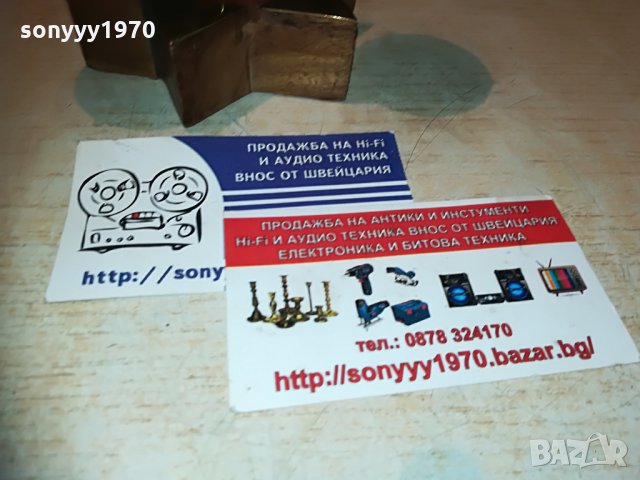 sonyyy1970
ПРОДАЖБА НА Hi-Fi
И АУДИО ТЕХНИКА
ВНОС ОТ ШВЕЙЦАРИЯ
http://sony
ПРОДАЖБА НА АНТИКИ И ИНСТУМЕНТИ
Hi-Fi И АУДИО ТЕХНИКА ВНОС ОТ ШВЕЙЦАРИЯ
ЕЛЕКТРОНИКА И БИТОВА ТЕХНИКА
тел.: 0878 324170
http://sonyyy1970.bazar.bg/
BAZAR